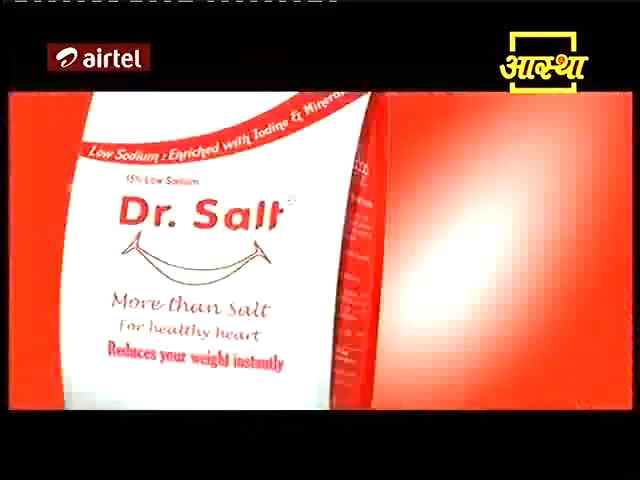 airtel
आस्था
Low Sodium : Enriched with Iodine & Mineral
15% Low Sodium
Dr. Salt
More than salt
For healthy heart
Reduces your weight instantly